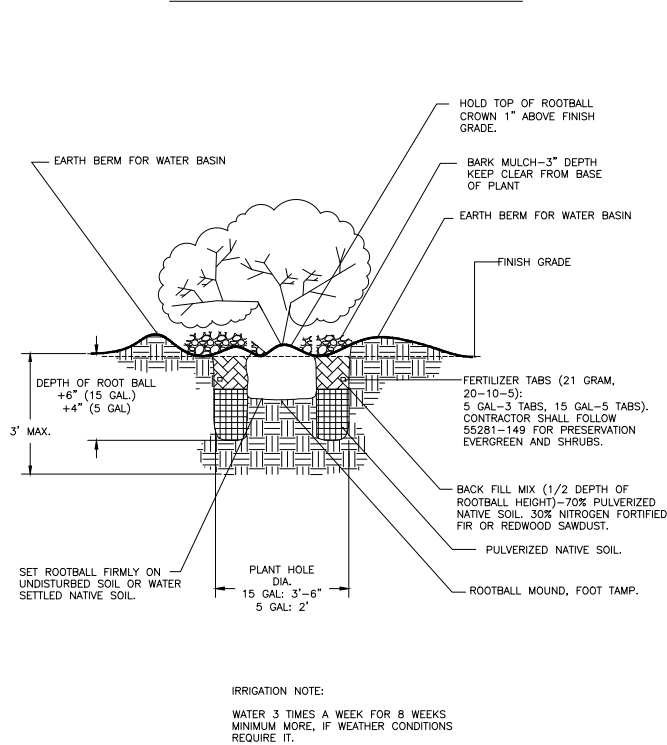 HOLD TOP OF ROOTBALL
CROWN 1" ABOVE FINISH
GRADE.
EARTH BERM FOR WATER BASIN
BARK MULCH-3" DEPTH
KEEP CLEAR FROM BASE
OF PLANT
EARTH BERM FOR WATER BASIN
FINISH GRADE
DEPTH OF ROOT BALL
+6" (15 GAL.)
+4" (5 GAL)
3' MAX.
FERTILIZER TABS (21 GRAM,
20-10-5):
5 GAL-3 TABS, 15 GAL-5 TABS).
CONTRACTOR SHALL FOLLOW
55281-149 FOR PRESERVATION
EVERGREEN AND SHRUBS.
BACK FILL MIX (1/2 DEPTH OF
ROOTBALL HEIGHT)-70% PULVERIZED
NATIVE SOIL. 30% NITROGEN FORTIFIED
FIR OR REDWOOD SAWDUST.
PULVERIZED NATIVE SOIL.
SET ROOTBALL FIRMLY ON
UNDISTURBED SOIL OR WATER
SETTLED NATIVE SOIL.
PLANT HOLE
DIA.
15 GAL: 3'-6"
5 GAL: 2'
ROOTBALL MOUND, FOOT TAMP.
IRRIGATION NOTE:
WATER 3 TIMES A WEEK FOR 8 WEEKS
MINIMUM MORE, IF WEATHER CONDITIONS
REQUIRE IT.